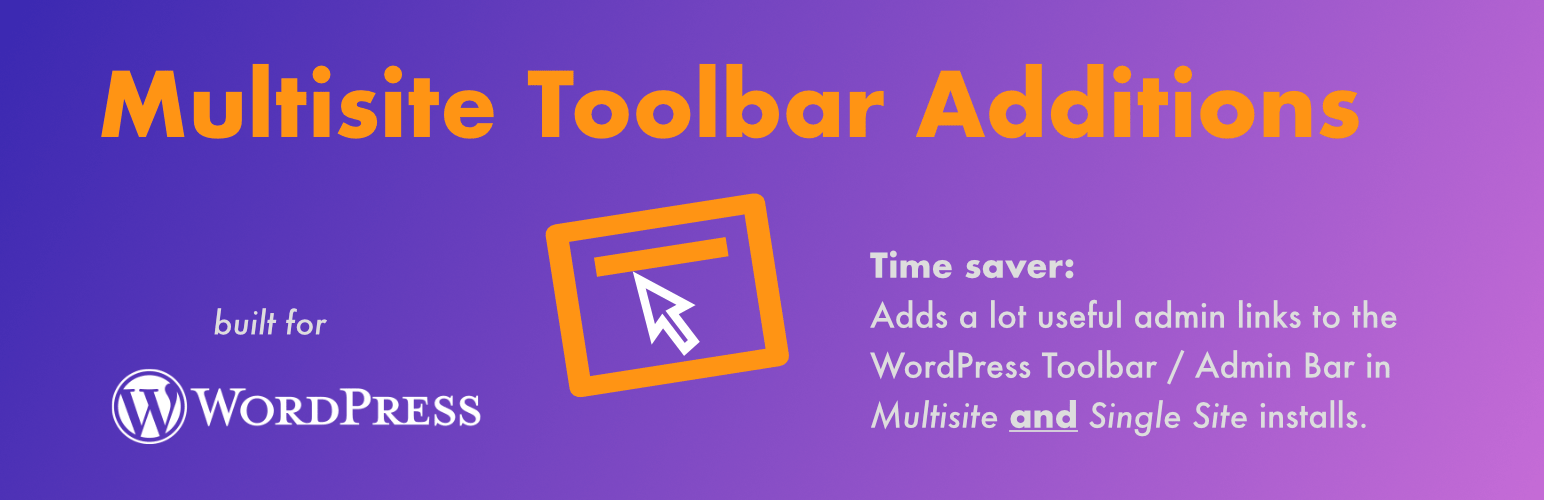 Multisite Toolbar Additions
built for
WORDPRESS
Time saver:
Adds a lot useful admin links to the
WordPress Toolbar / Admin Bar in
Multisite and Single Site installs.